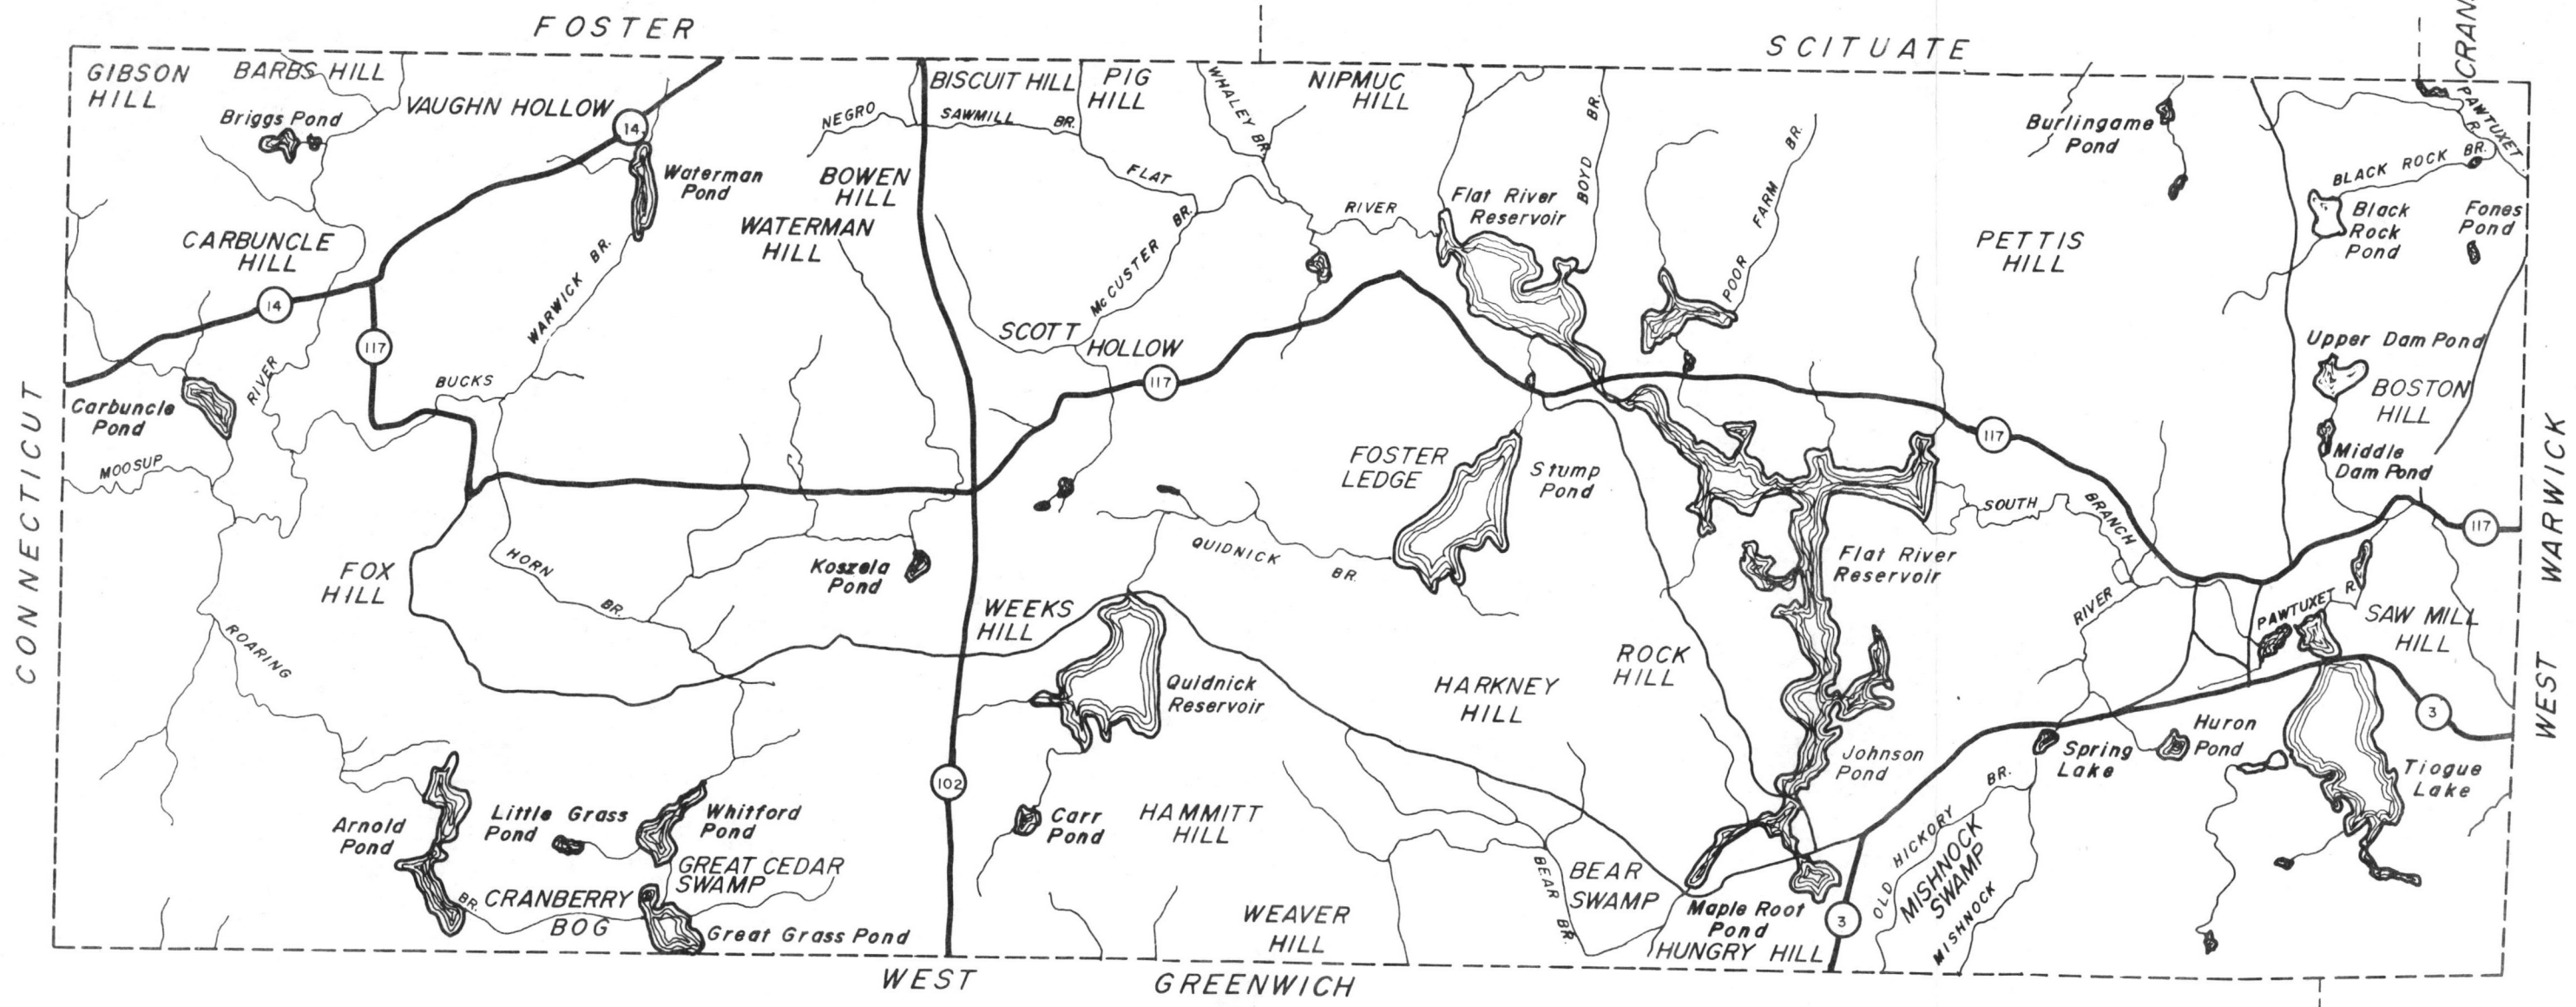 FOSTER
SCITUATE
CRAN
GIBSON
HILL
BARBS HILL
VAUGHN HOLLOW
14
Briggs Pond
Waterman
Pond
NEGRO
SAWMILL
BR.
BISCUIT HILL
PIG
HILL
WHALEY BR.
NIPMUC
HILL
BOYD BR.
POOR FARM BR.
Burlingame
Pond
PAWTUXET
R.
BLACK ROCK BR.
Black
Rock
Pond
Fones
Pond
BOWEN
HILL
WATERMAN
HILL
FLAT
RIVER
Flat River
Reservoir
PETTIS
HILL
CARBUNCLE
HILL
14
117
WARWICK BR.
McCUSTER BR.
SCOTT
HOLLOW
117
Upper Dam Pond
BOSTON
HILL
Middle
Dam Pond
CONNECTICUT
Carbuncle
Pond
RIVER
BUCKS
MOOSUP
FOSTER
LEDGE
Stump
Pond
117
SOUTH
BRANCH
117
WEST WARWICK
FOX
HILL
HORN
BR.
Koszela
Pond
QUIDNICK
BR.
Flat River
Reservoir
RIVER
PAWTUXET R.
SAW MILL
HILL
ROARING
WEEKS
HILL
Quidnick
Reservoir
HARKNEY
HILL
ROCK
HILL
3
Huron
Pond
Spring
Lake
Tiogue
Lake
Johnson
Pond
102
Arnold
Pond
Little Grass
Pond
Whitford
Pond
GREAT CEDAR
SWAMP
BR.
CRANBERRY
BOG
Great Grass Pond
Carr
Pond
HAMMITT
HILL
WEAVER
HILL
BEAR
BR.
BEAR
SWAMP
Maple Root
Pond
HUNGRY HILL
3
OLD HICKORY BR.
MISHNOCK
SWAMP
MISHNOCK
WEST GREENWICH